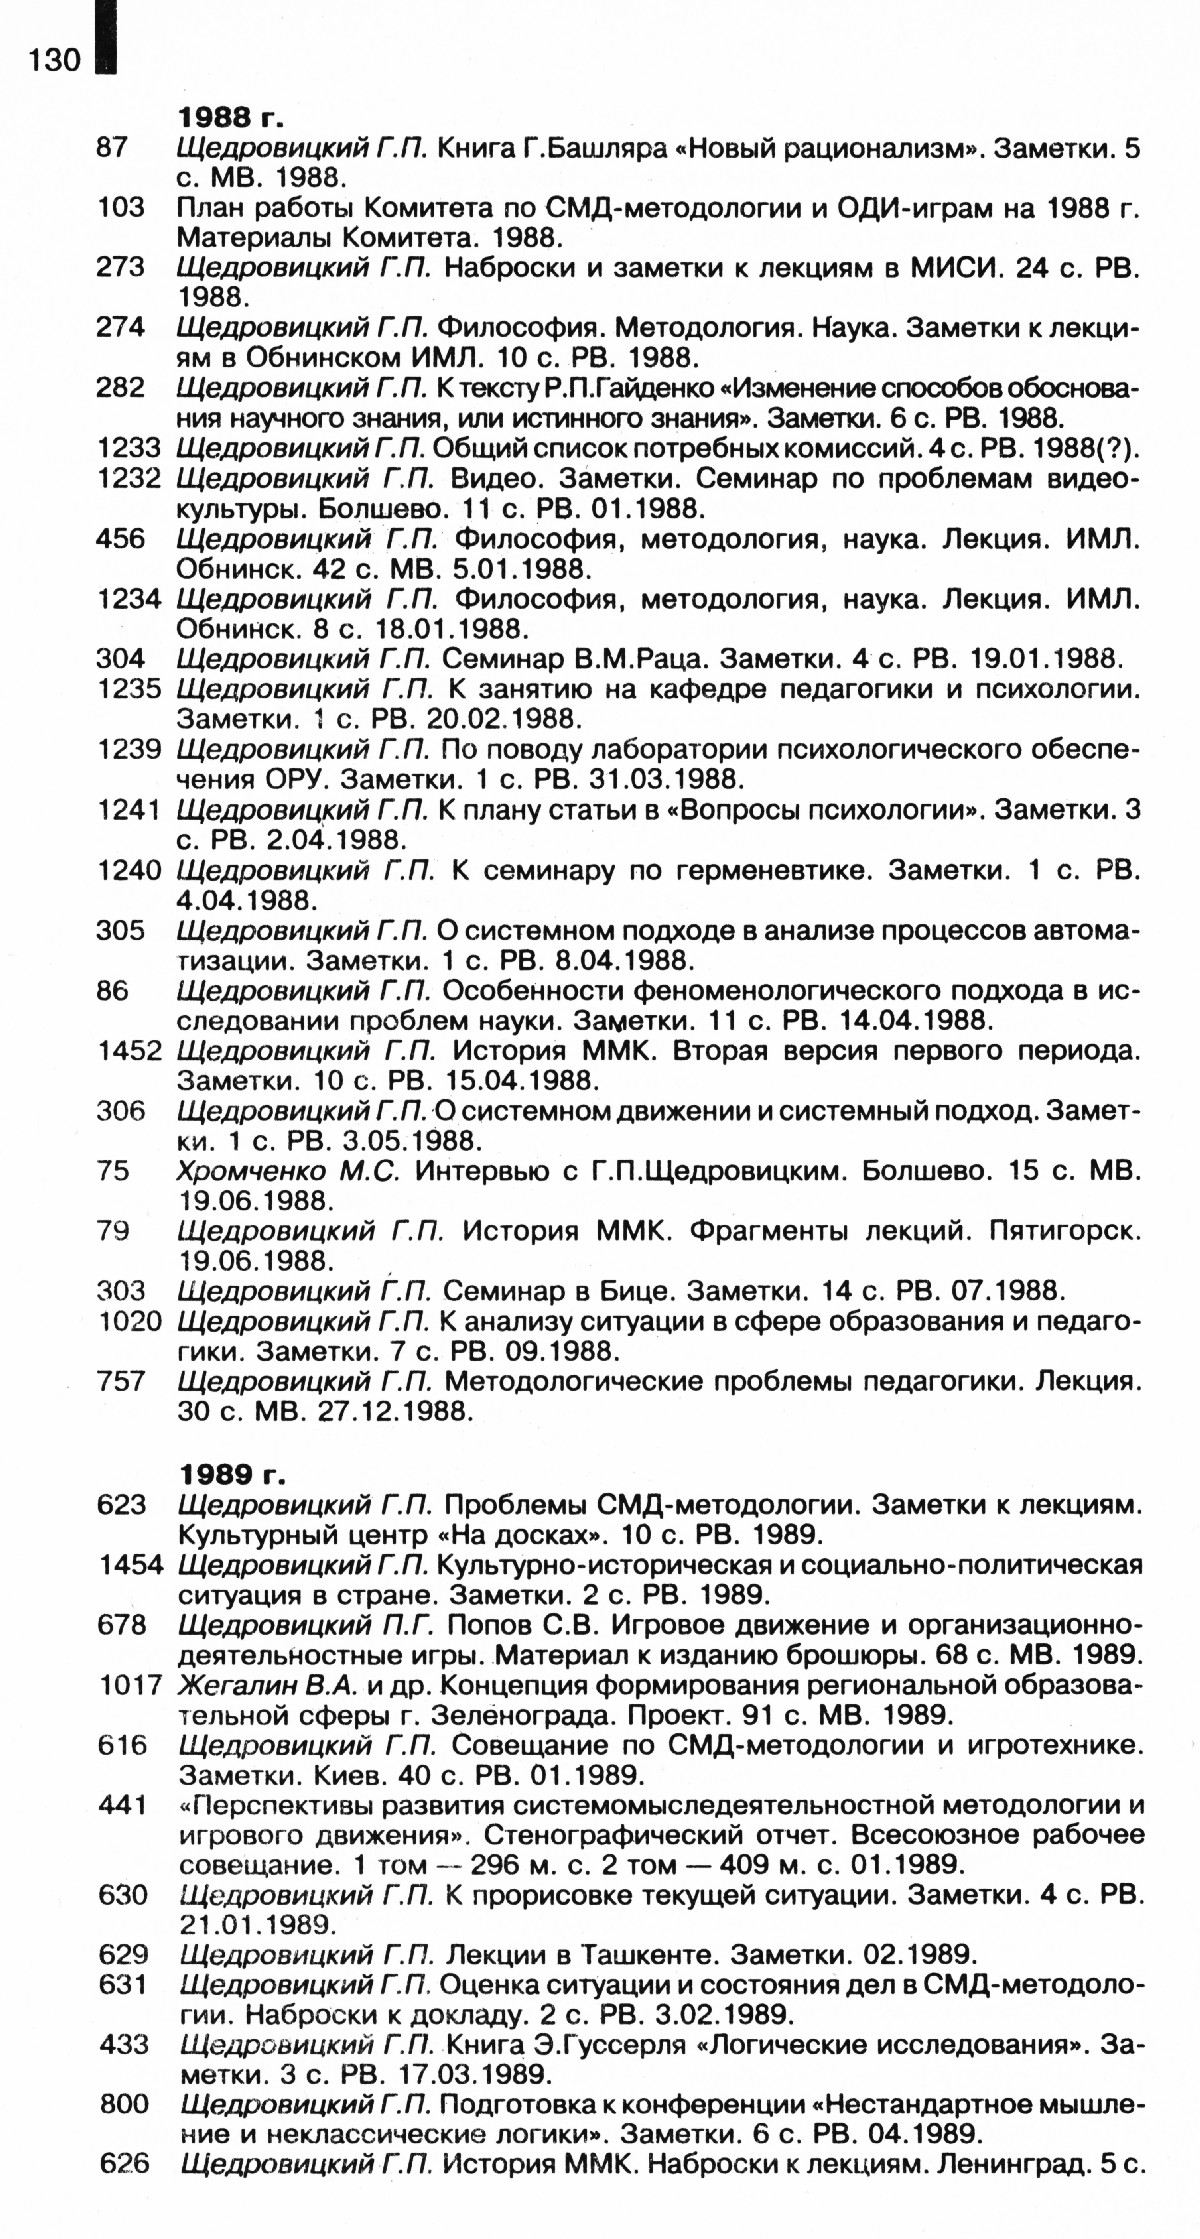 130
1988 г.
87 Щедровицкий Г.П. Книга Г.Башляра «Новый рационализм». Заметки. 5
с. МВ. 1988.
103 План работы Комитета по СМД-методологии и ОДИ-играм на 1988 г.
Материалы Комитета. 1988.
273 Щедровицкий Г.П. Наброски и заметки к лекциям в МИСИ. 24 с. РВ.
1988.
274 Щедровицкий Г.П. Философия. Методология. Наука. Заметки к лекци-
ям в Обнинском ИМЛ. 10 с. РВ. 1988.
282 Щедровицкий Г.П. К тексту Р.П.Гайденко «Изменение способов обоснова-
ния научного знания, или истинного знания». Заметки. 6 с. РВ. 1988.
1233 Щедровицкий Г.П. Общий список потребных комиссий. 4 с. РВ. 1988(?).
1232 Щедровицкий Г.П. Видео. Заметки. Семинар по проблемам видео-
культуры. Болшево. 11 с. РВ. 01.1988.
456 Щедровицкий Г.П. Философия, методология, наука. Лекция. ИМЛ.
Обнинск. 42 с. МВ. 5.01.1988.
1234 Щедровицкий Г.П. Философия, методология, наука. Лекция. ИМЛ.
Обнинск. 8 с. 18.01.1988.
304 Щедровицкий Г.П. Семинар В.М.Раца. Заметки. 4 с. РВ. 19.01.1988.
1235 Щедровицкий Г.П. К занятию на кафедре педагогики и психологии.
Заметки. 1 с. РВ. 20.02.1988.
1239 Щедровицкий Г.П. По поводу лаборатории психологического обеспе-
чения ОРУ. Заметки. 1 с. РВ. 31.03.1988.
1241 Щедровицкий Г.П. К плану статьи в «Вопросы психологии». Заметки. 3
с. РВ. 2.04.1988.
1240 Щедровицкий Г.П. К семинару по герменевтике. Заметки. 1 с. РВ.
4.04.1988.
305 Щедровицкий Г.П. О системном подходе в анализе процессов автома-
тизации. Заметки. 1 с. РВ. 8.04.1988.
86 Щедровицкий Г.П. Особенности феноменологического подхода в ис-
следовании проблем науки. Заметки. 11 с. РВ. 14.04.1988.
1452 Щедровицкий Г.П. История ММК. Вторая версия первого периода.
Заметки. 10 с. РВ. 15.04.1988.
306 Щедровицкий Г.П. О системном движении и системный подход. Замет-
ки. 1 с. РВ. 3.05.1988.
75 Хромченко М.С. Интервью с Г.П.Щедровицким. Болшево. 15 с. МВ.
19.06.1988.
79 Щедровицкий Г.П. История ММК. Фрагменты лекций. Пятигорск.
19.06.1988.
303 Щедровицкий Г.П. Семинар в Бице. Заметки. 14 с. РВ. 07.1988.
1020 Щедровицкий Г.П. К анализу ситуации в сфере образования и педаго-
гики. Заметки. 7 с. РВ. 09.1988.
757 Щедровицкий Г.П. Методологические проблемы педагогики. Лекция.
30 с. МВ. 27.12.1988.
1989 г.
623 Щедровицкий Г.П. Проблемы СМД-методологии. Заметки к лекциям.
Культурный центр «На досках». 10 с. РВ. 1989.
1454 Щедровицкий Г.П. Культурно-историческая и социально-политическая
ситуация в стране. Заметки. 2 с. РВ. 1989.
678 Щедровицкий П.Г. Попов С.В. Игровое движение и организационно-
деятельностные игры. Материал к изданию брошюры. 68 с. МВ. 1989.
1017 Жегалин В.А. и др. Концепция формирования региональной образова-
тельной сферы г. Зеленограда. Проект. 91 с. МВ. 1989.
616 Щедровицкий Г.П. Совещание по СМД-методологии и игротехнике.
Заметки. Киев. 40 с. РВ. 01.1989.
441 «Перспективы развития системомыследеятельностной методологии и
игрового движения». Стенографический отчет. Всесоюзное рабочее
совещание. 1 том — 296 м. с. 2 том — 409 м. с. 01.1989.
630 Щедровицкий Г.П. К прорисовке текущей ситуации. Заметки. 4 с. РВ.
21.01.1989.
629 Щедровицкий Г.П. Лекции в Ташкенте. Заметки. 02.1989.
631 Щедровицкий Г.П. Оценка ситуации и состояния дел в СМД-методоло-
гии. Наброски к докладу. 2 с. РВ. 3.02.1989.
433 Щедровицкий Г.П. Книга Э.Гуссерля «Логические исследования». За-
метки. 3 с. РВ. 17.03.1989.
800 Щедровицкий Г.П. Подготовка к конференции «Нестандартное мышле-
ние и неклассические логики». Заметки. 6 с. РВ. 04.1989.
626 Щедровицкий Г.П. История ММК. Наброски к лекциям. Ленинград. 5 с.